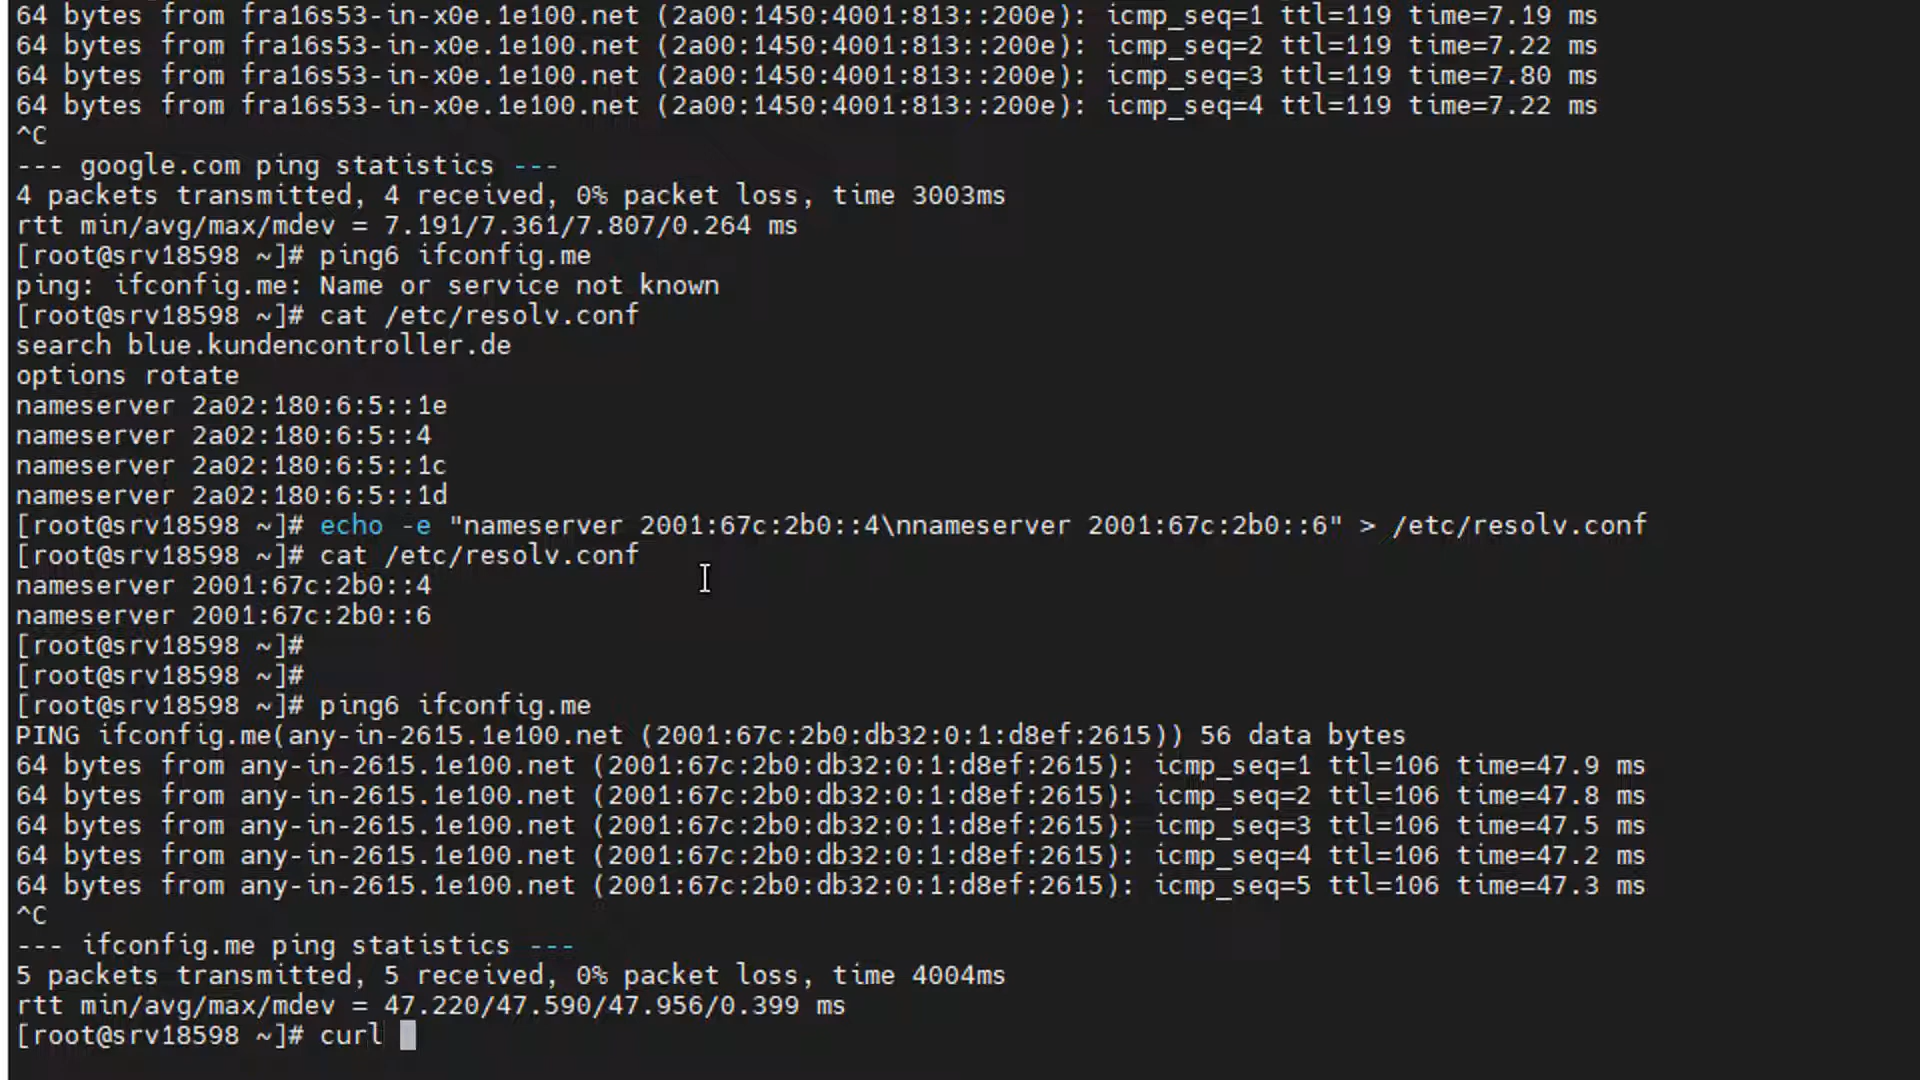 64 bytes from fra16s53-in-x0e.1e100.net (2a00:1450:4001:813::200e): icmp_seq=1 ttl=119 time=7.19 ms
64 bytes from fra16s53-in-x0e.1e100.net (2a00:1450:4001:813::200e): icmp_seq=2 ttl=119 time=7.22 ms
64 bytes from fra16s53-in-x0e.1e100.net (2a00:1450:4001:813::200e): icmp_seq=3 ttl=119 time=7.80 ms
64 bytes from fra16s53-in-x0e.1e100.net (2a00:1450:4001:813::200e): icmp_seq=4 ttl=119 time=7.22 ms
^C
--- google.com ping statistics ---
4 packets transmitted, 4 received, 0% packet loss, time 3003ms
rtt min/avg/max/mdev = 7.191/7.361/7.807/0.264 ms
[root@srv18598 ~]# ping6 ifconfig.me
ping: ifconfig.me: Name or service not known
[root@srv18598 ~]# cat /etc/resolv.conf
search blue.kundencontroller.de
options rotate
nameserver 2a02:180:6:5::1e
nameserver 2a02:180:6:5::4
nameserver 2a02:180:6:5::1c
nameserver 2a02:180:6:5::1d
[root@srv18598 ~]# echo -e "nameserver 2001:67c:2b0::4\nnameserver 2001:67c:2b0::6" > /etc/resolv.conf
[root@srv18598 ~]# cat /etc/resolv.conf
nameserver 2001:67c:2b0::4
nameserver 2001:67c:2b0::6
[root@srv18598 ~]#
[root@srv18598 ~]#
[root@srv18598 ~]# ping6 ifconfig.me
PING ifconfig.me(any-in-2615.1e100.net (2001:67c:2b0:db32:0:1:d8ef:2615)) 56 data bytes
64 bytes from any-in-2615.1e100.net (2001:67c:2b0:db32:0:1:d8ef:2615): icmp_seq=1 ttl=106 time=47.9 ms
64 bytes from any-in-2615.1e100.net (2001:67c:2b0:db32:0:1:d8ef:2615): icmp_seq=2 ttl=106 time=47.8 ms
64 bytes from any-in-2615.1e100.net (2001:67c:2b0:db32:0:1:d8ef:2615): icmp_seq=3 ttl=106 time=47.5 ms
64 bytes from any-in-2615.1e100.net (2001:67c:2b0:db32:0:1:d8ef:2615): icmp_seq=4 ttl=106 time=47.2 ms
64 bytes from any-in-2615.1e100.net (2001:67c:2b0:db32:0:1:d8ef:2615): icmp_seq=5 ttl=106 time=47.3 ms
^C
--- ifconfig.me ping statistics ---
5 packets transmitted, 5 received, 0% packet loss, time 4004ms
rtt min/avg/max/mdev = 47.220/47.590/47.956/0.399 ms
[root@srv18598 ~]# curl